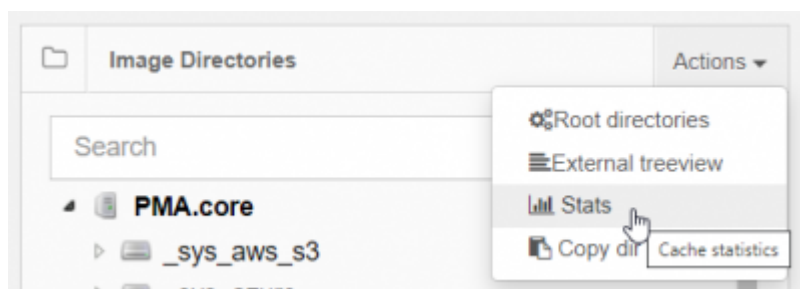 Image Directories
Actions
Search
Root directories
External treeview
Stats
Copy dir
Cache statistics
PMA.core
_sys_aws_s3